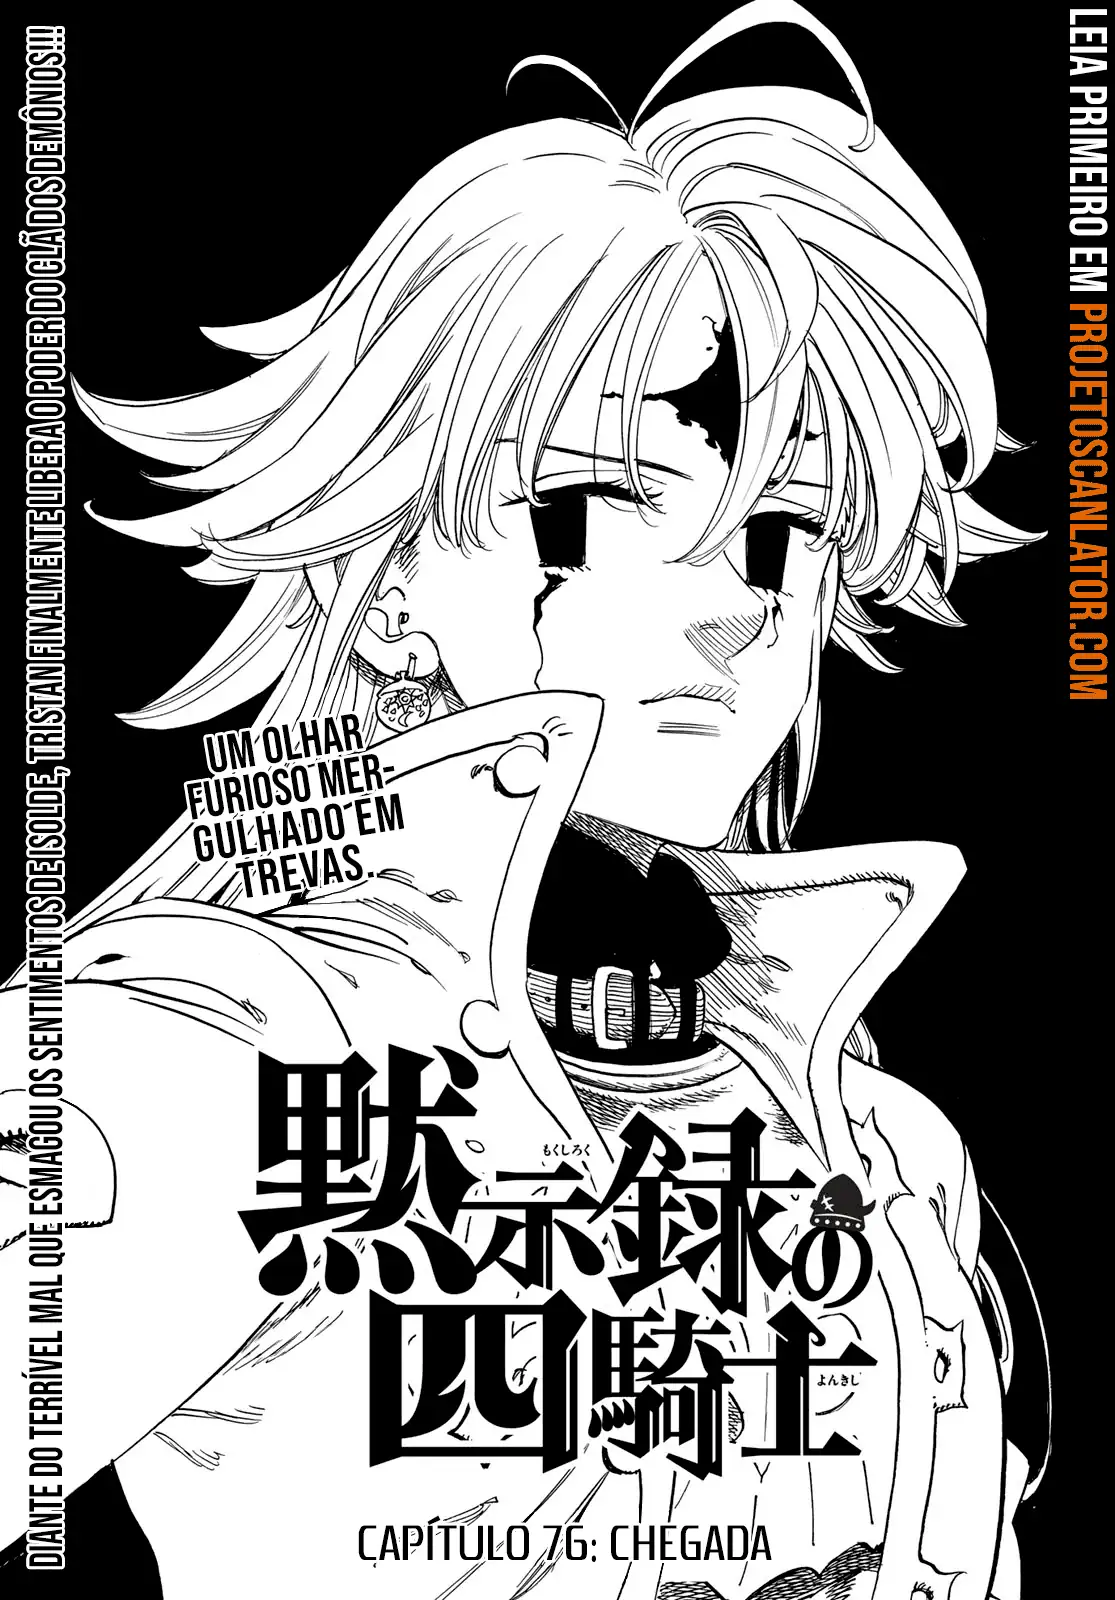 DIANTE DO TERRÍVEL MAL QUE ESMAGOU OS SENTIMENTOS DE ISOLDE, TRISTAN FINALMENTE LIBERA O PODER DO CLÃ DOS DEMÔNIOS!!!
LEIA PRIMEIRO EM PROJETOSCANLATOR.COM
UM OLHAR
FURIOSO MER-
GULHADO EM
TREVAS.
もくしろく
黙示録の
四騎士
よんきし
CAPÍTULO 76: CHEGADA